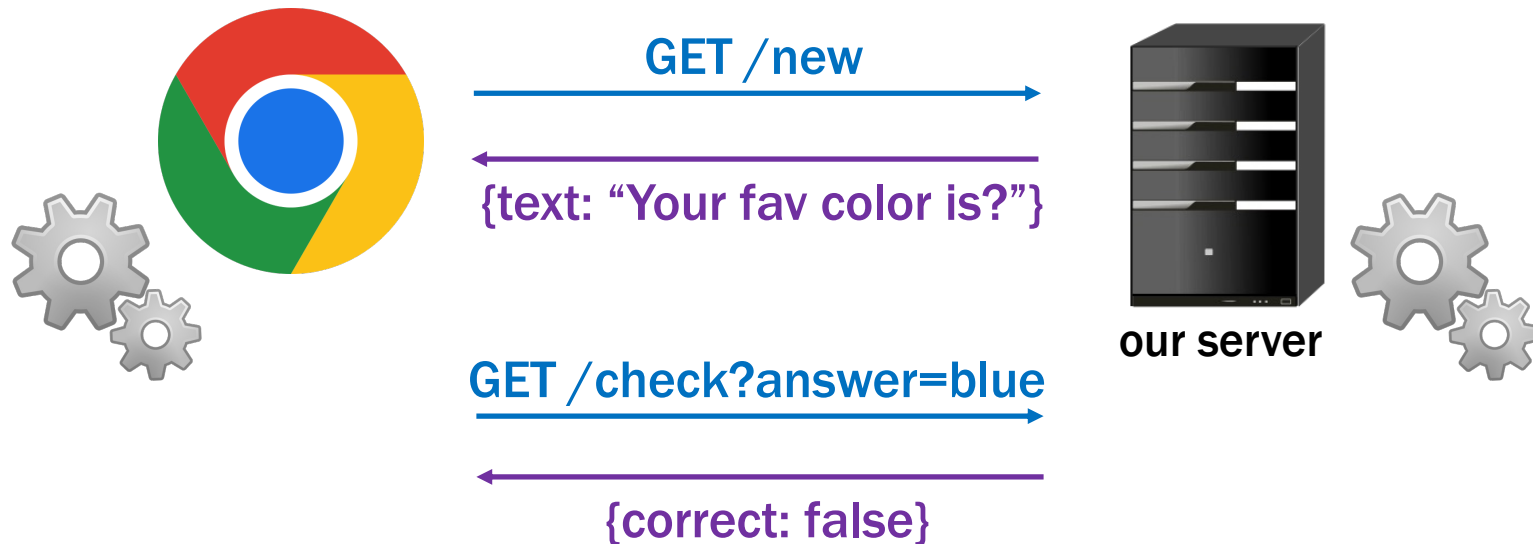 GET /new
{text: “Your fav color is?”}
our server
GET /check?answer=blue
{correct: false}